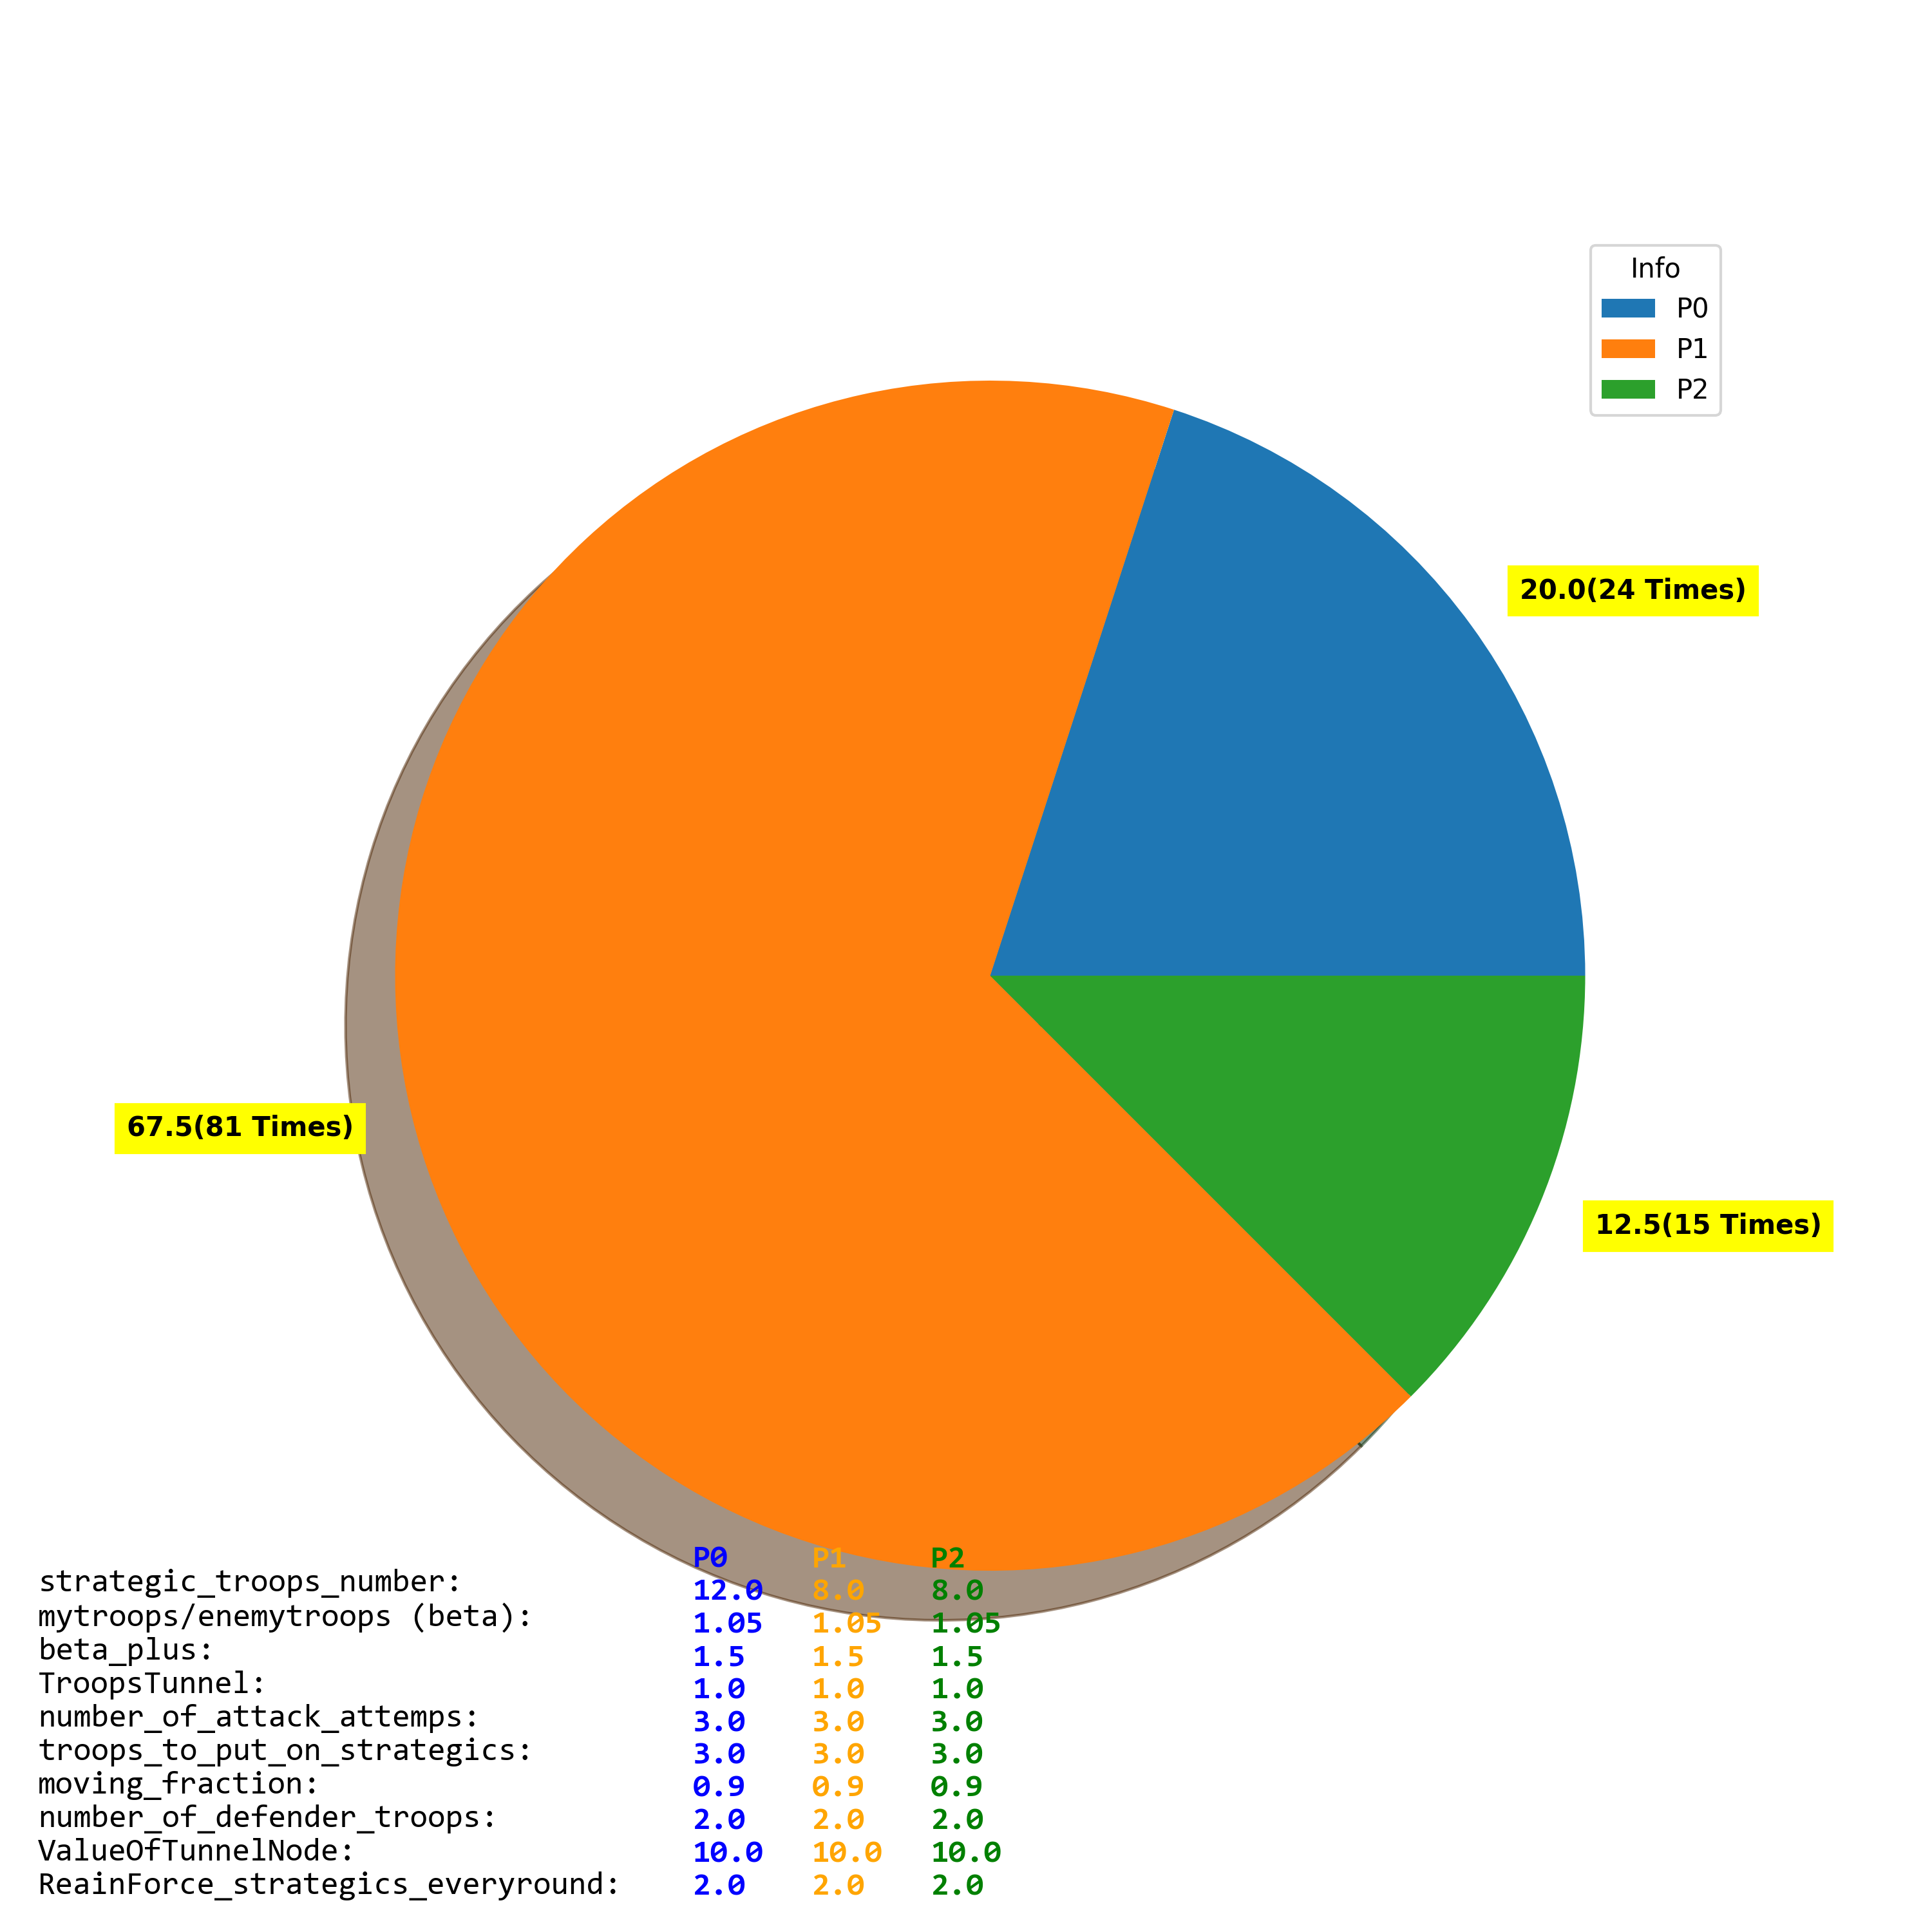 Info
P0
P1
P2
20.0(24 Times)
67.5(81 Times)
12.5(15 Times)
P0 P1 P2
strategic_troops_number: 12.0 8.0 8.0
mytroops/enemytroops (beta): 1.05 1.05 1.05
beta_plus: 1.5 1.5 1.5
TroopsTunnel: 1.0 1.0 1.0
number_of_attack_attemps: 3.0 3.0 3.0
troops_to_put_on_strategics: 3.0 3.0 3.0
moving_fraction: 0.9 0.9 0.9
number_of_defender_troops: 2.0 2.0 2.0
ValueOfTunnelNode: 10.0 10.0 10.0
ReainForce_strategics_everyround: 2.0 2.0 2.0